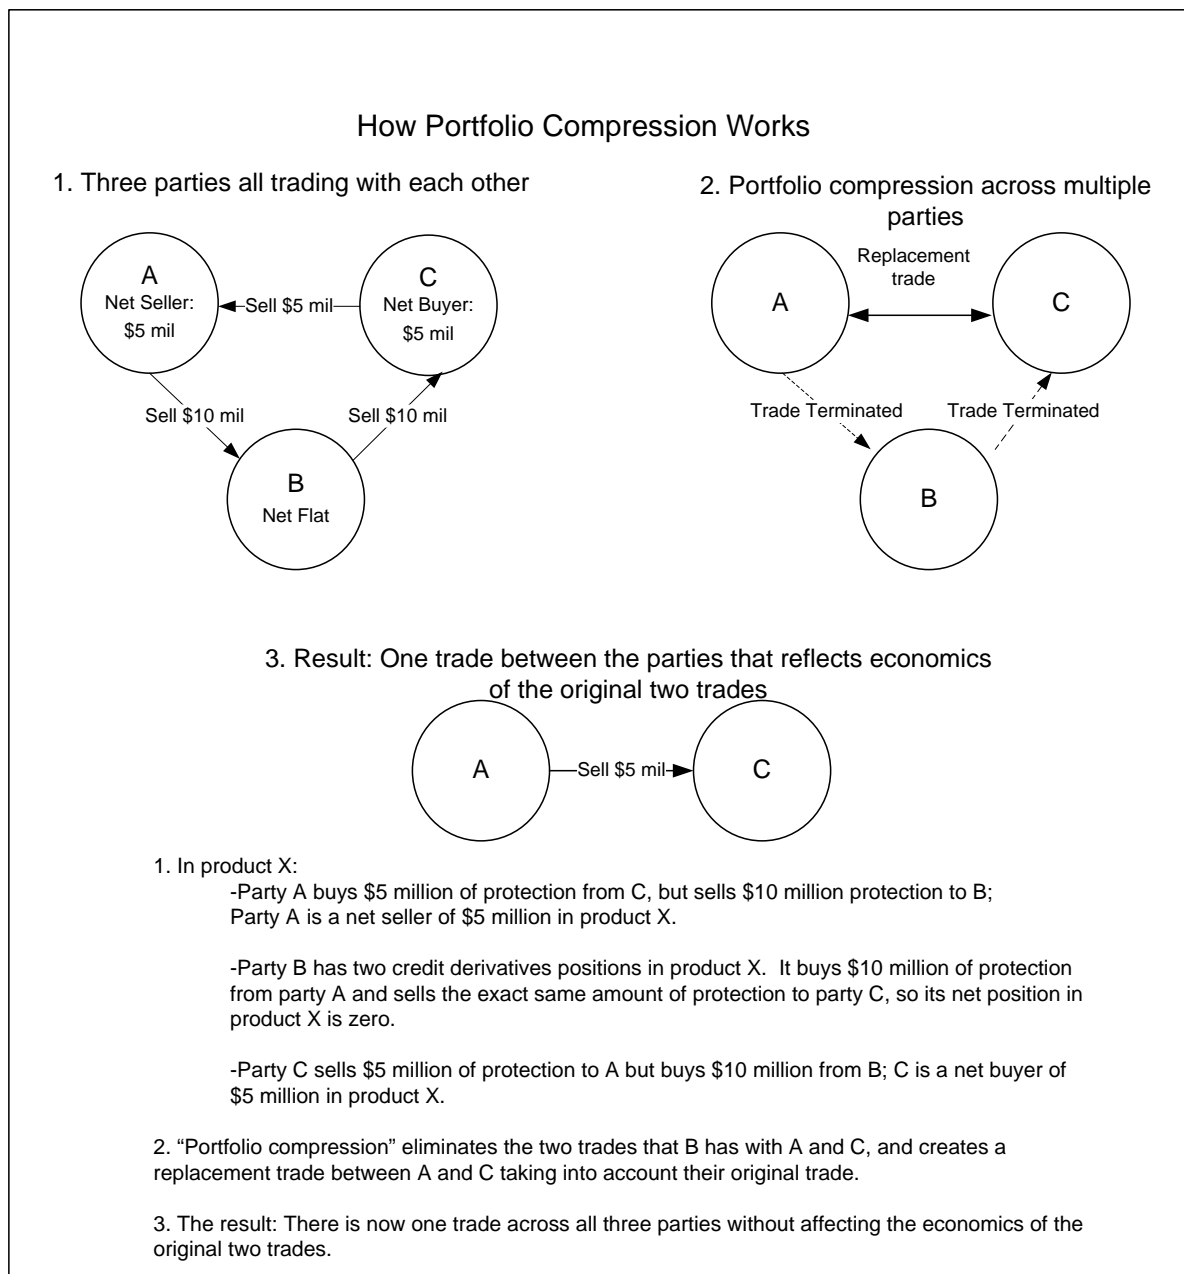 How Portfolio Compression Works
1. Three parties all trading with each other
2. Portfolio compression across multiple
parties
A
Net Seller:
$5 mil
Sell $5 mil
C
Net Buyer:
$5 mil
Sell $10 mil
Sell $10 mil
B
Net Flat
Replacement
trade
A
C
Trade Terminated
Trade Terminated
B
3. Result: One trade between the parties that reflects economics
of the original two trades
A
Sell $5 mil
C
1. In product X:
-Party A buys $5 million of protection from C, but sells $10 million protection to B;
Party A is a net seller of $5 million in product X.
-Party B has two credit derivatives positions in product X.  It buys $10 million of protection
from party A and sells the exact same amount of protection to party C, so its net position in
product X is zero.
-Party C sells $5 million of protection to A but buys $10 million from B; C is a net buyer of
$5 million in product X.
2. “Portfolio compression” eliminates the two trades that B has with A and C, and creates a
replacement trade between A and C taking into account their original trade.
3. The result: There is now one trade across all three parties without affecting the economics of the
original two trades.